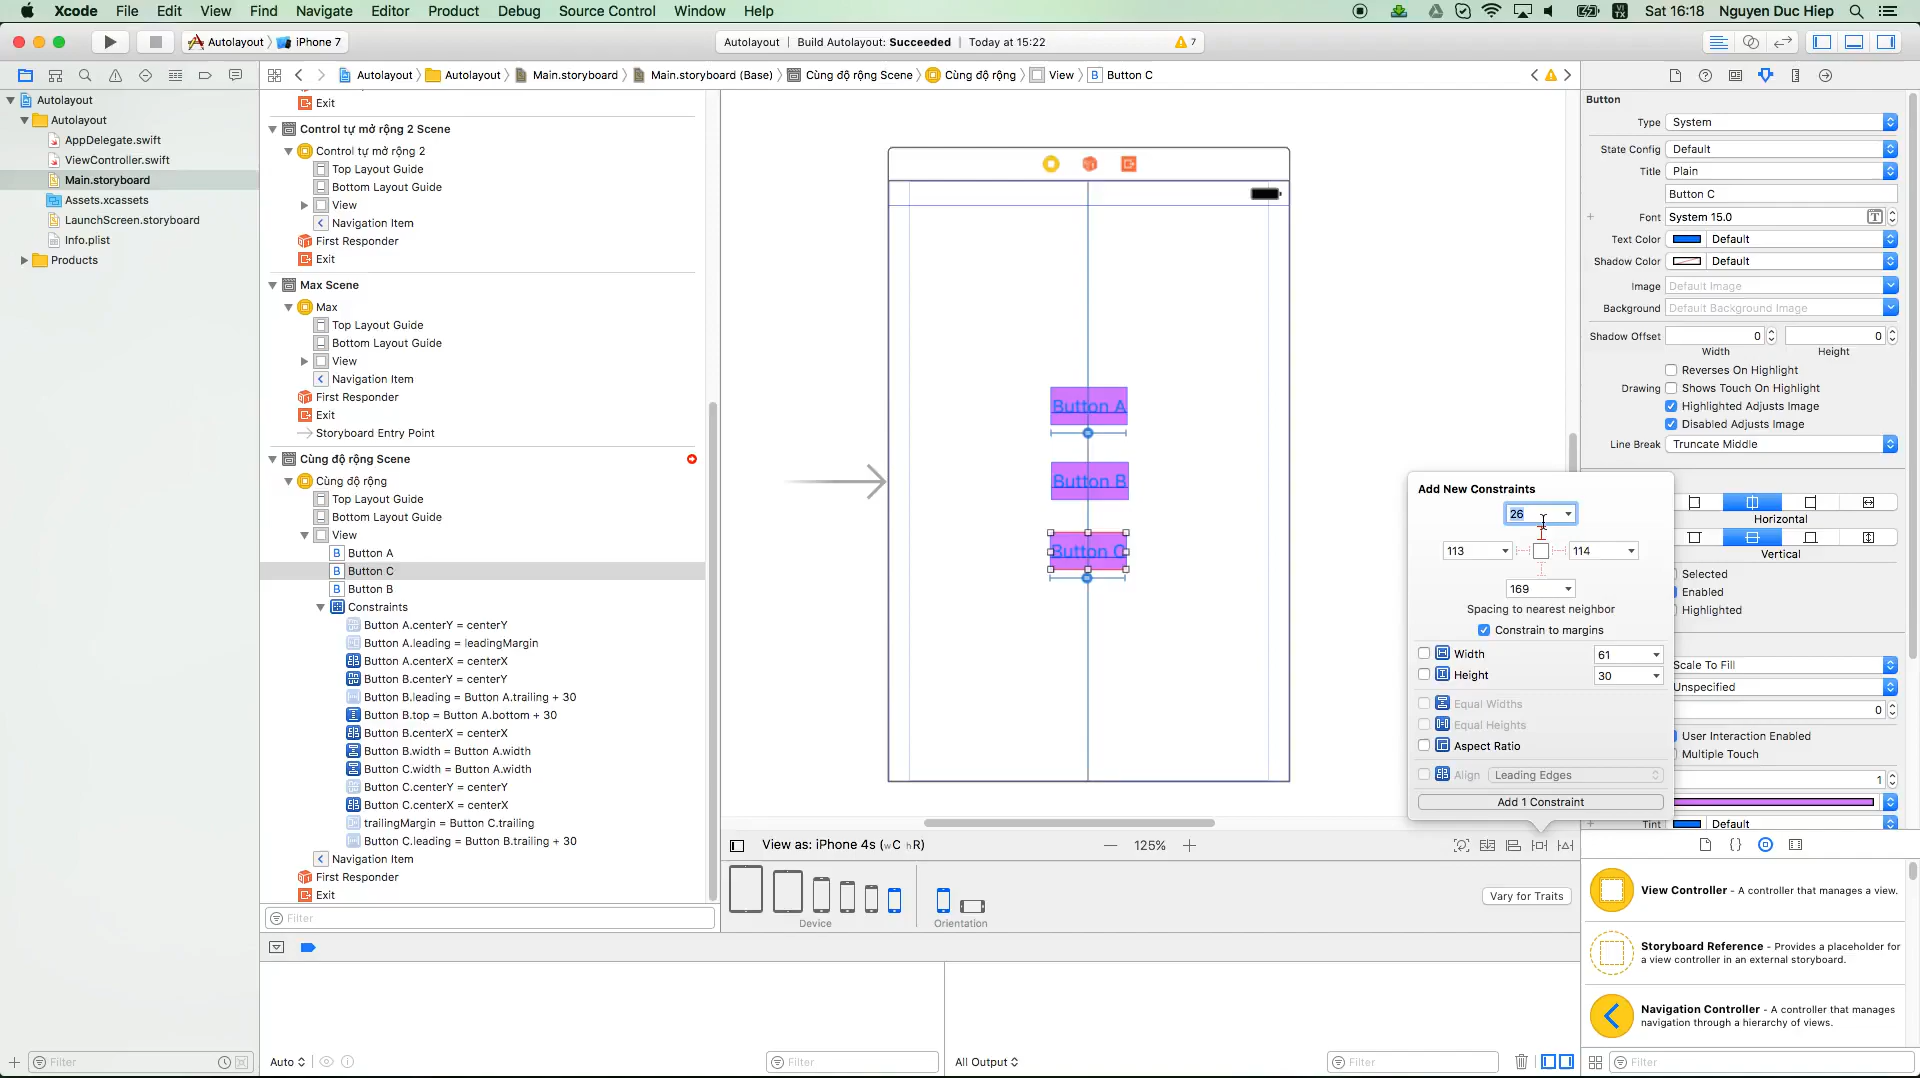 Xcode File Edit View Find Navigate Editor Product Debug Source Control Window Help
VI TX Sat 16:18 Nguyen Duc Hiep
Autolayout iPhone 7
Autolayout | Build Autolayout: Succeeded | Today at 15:22
7
Autolayout Autolayout Main.storyboard Main.storyboard (Base) Cùng độ rộng Scene Cùng độ rộng View B Button C
Autolayout
Autolayout
AppDelegate.swift
ViewController.swift
Main.storyboard
Assets.xcassets
LaunchScreen.storyboard
Info.plist
Products
Exit
Control tự mở rộng 2 Scene
Control tự mở rộng 2
Top Layout Guide
Bottom Layout Guide
View
Navigation Item
First Responder
Exit
Max Scene
Max
Top Layout Guide
Bottom Layout Guide
View
Navigation Item
First Responder
Exit
Storyboard Entry Point
Cùng độ rộng Scene
Cùng độ rộng
Top Layout Guide
Bottom Layout Guide
View
B Button A
B Button C
B Button B
Constraints
Button A.centerY = centerY
Button A.leading = leadingMargin
Button A.centerX = centerX
Button B.centerY = centerY
Button B.leading = Button A.trailing + 30
Button B.top = Button A.bottom + 30
Button B.centerX = centerX
Button B.width = Button A.width
Button C.width = Button A.width
Button C.centerY = centerY
Button C.centerX = centerX
trailingMargin = Button C.trailing
Button C.leading = Button B.trailing + 30
Navigation Item
First Responder
Exit
Filter
Button A
Button B
Button C
View as: iPhone 4s (wC hR)
125%
Device
Orientation
Vary for Traits
Add New Constraints
26
113
114
169
Spacing to nearest neighbor
Constrain to margins
Width 61
Height 30
Equal Widths
Equal Heights
Aspect Ratio
Align Leading Edges
Add 1 Constraint
Button
Type System
State Config Default
Title Plain
Button C
Font System 15.0
Text Color Default
Shadow Color Default
Image Default Image
Background Default Background Image
Shadow Offset 0 0
Width Height
Reverses On Highlight
Drawing Shows Touch On Highlight
Highlighted Adjusts Image
Disabled Adjusts Image
Line Break Truncate Middle
Horizontal
Vertical
Selected
Enabled
Highlighted
Scale To Fill
Unspecified
0
User Interaction Enabled
Multiple Touch
1
Tint Default
View Controller - A controller that manages a view.
Storyboard Reference - Provides a placeholder for
a view controller in an external storyboard.
Navigation Controller - A controller that manages
navigation through a hierarchy of views.
Filter
Auto
Filter
All Output
Filter
Filter